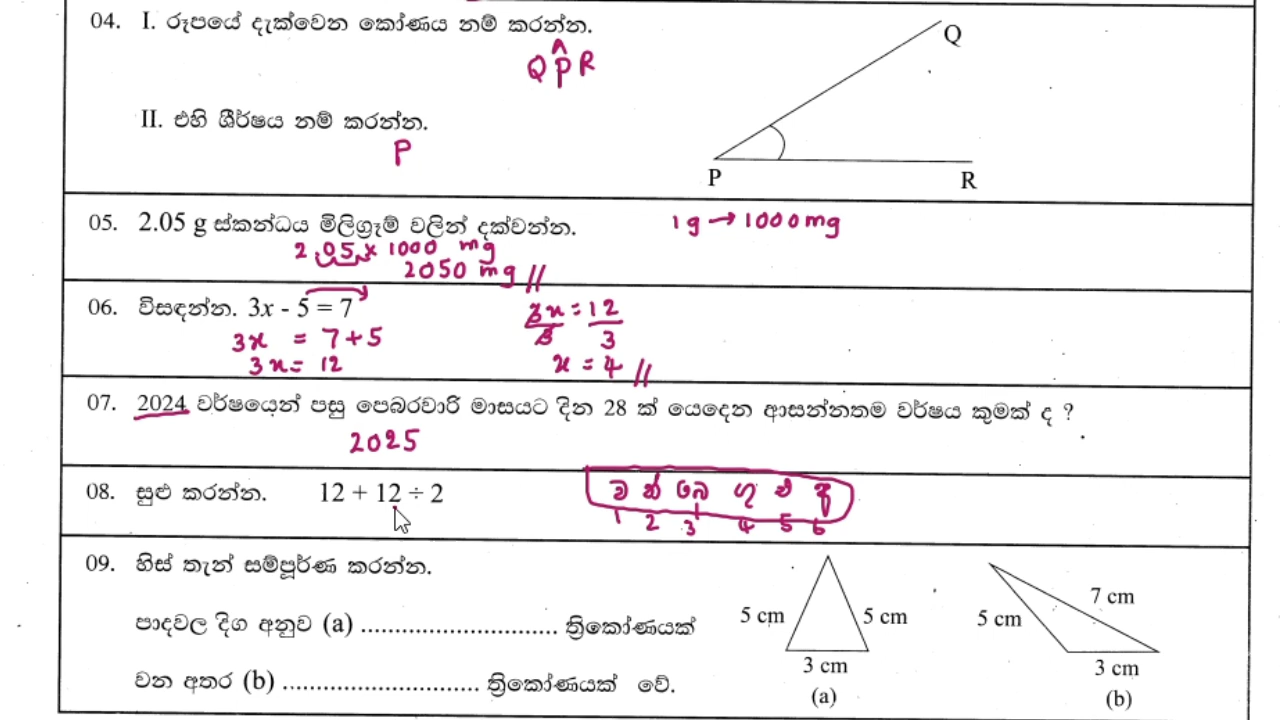 04. I. රූපයේ දැක්වෙන කෝණය නම් කරන්න.
QP̂R
Q
II. එහි ශීර්ෂය නම් කරන්න.
P
P R
05. 2.05 g ස්කන්ධය මිලිග්‍රෑම් වලින් දක්වන්න. 1g → 1000mg
2.05 x 1000 mg
2050 mg //
06. විසඳන්න. 3x - 5 = 7
3x = 7+5
3x = 12
3x = 12
3 3
x = 4 //
07. 2024 වර්ෂයෙන් පසු පෙබරවාරි මාසයට දින 28 ක් යෙදෙන ආසන්නතම වර්ෂය කුමක් ද ?
2025
08. සුළු කරන්න. 12 + 12 ÷ 2
ව න් බෙ ගු එ අ
1 2 3 4 5 6
09. හිස් තැන් සම්පූර්ණ කරන්න.
පාදවල දිග අනුව (a) ............................. ත්‍රිකෝණයක්
වන අතර (b) ............................. ත්‍රිකෝණයක් වේ.
5 cm 5 cm
3 cm
(a)
5 cm 7 cm
3 cm
(b)